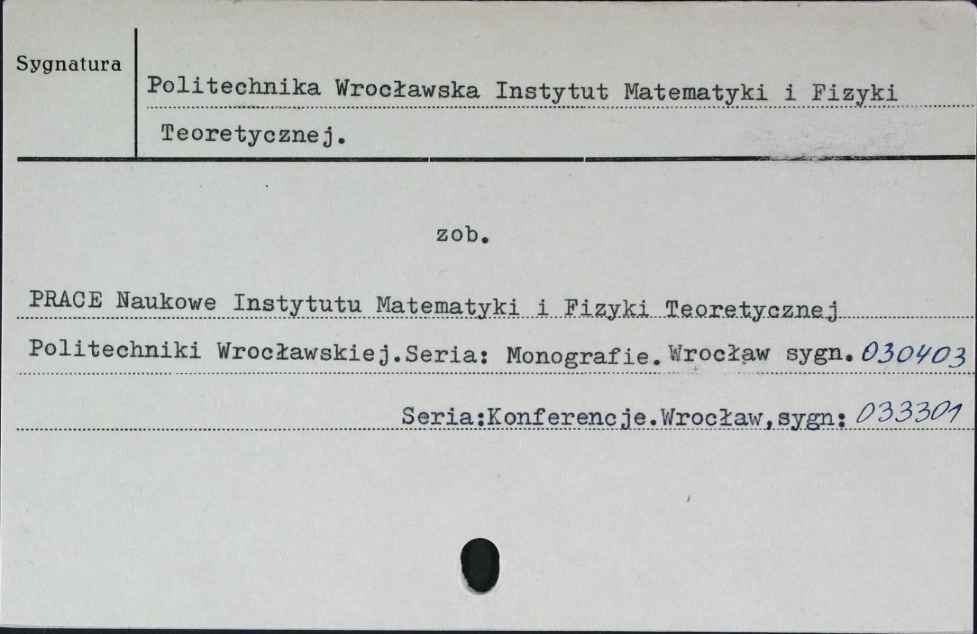 Sygnatura
Politechnika Wrocławska Instytut Matematyki i Fizyki
Teoretycznej.
zob.
PRACE Naukowe Instytutu Matematyki i Fizyki Teoretycznej
Politechniki Wrocławskiej.Seria: Monografie. Wrocław sygn. 030403
Seria:Konferencje.Wrocław,sygn: 033301